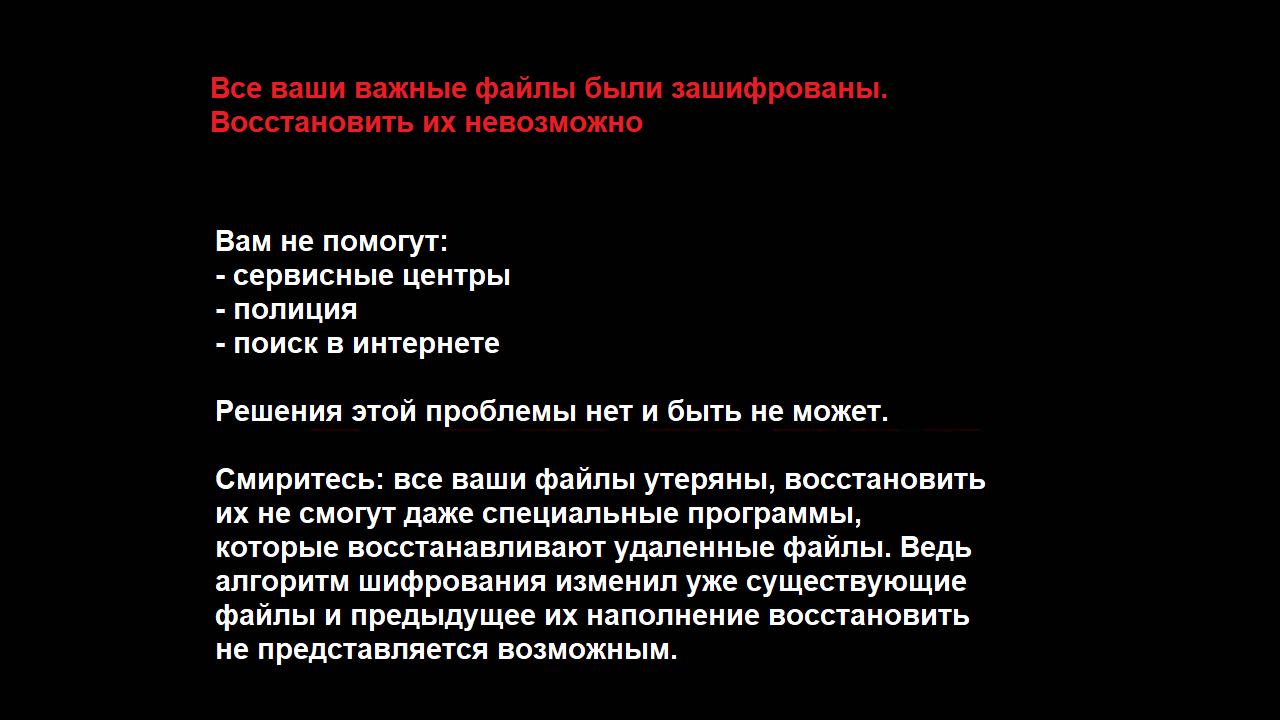 Все ваши важные файлы были зашифрованы.
Восстановить их невозможно
Вам не помогут:
- сервисные центры
- полиция
- поиск в интернете
Решения этой проблемы нет и быть не может.
Смиритесь: все ваши файлы утеряны, восстановить
их не смогут даже специальные программы,
которые восстанавливают удаленные файлы. Ведь
алгоритм шифрования изменил уже существующие
файлы и предыдущее их наполнение восстановить
не представляется возможным.